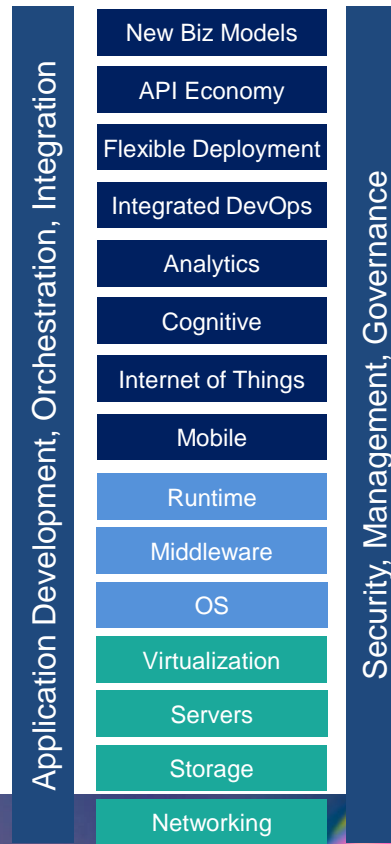 Application Development, Orchestration, Integration
New Biz Models
API Economy
Flexible Deployment
Integrated DevOps
Analytics
Cognitive
Internet of Things
Mobile
Runtime
Middleware
OS
Virtualization
Servers
Storage
Networking
Security, Management, Governance